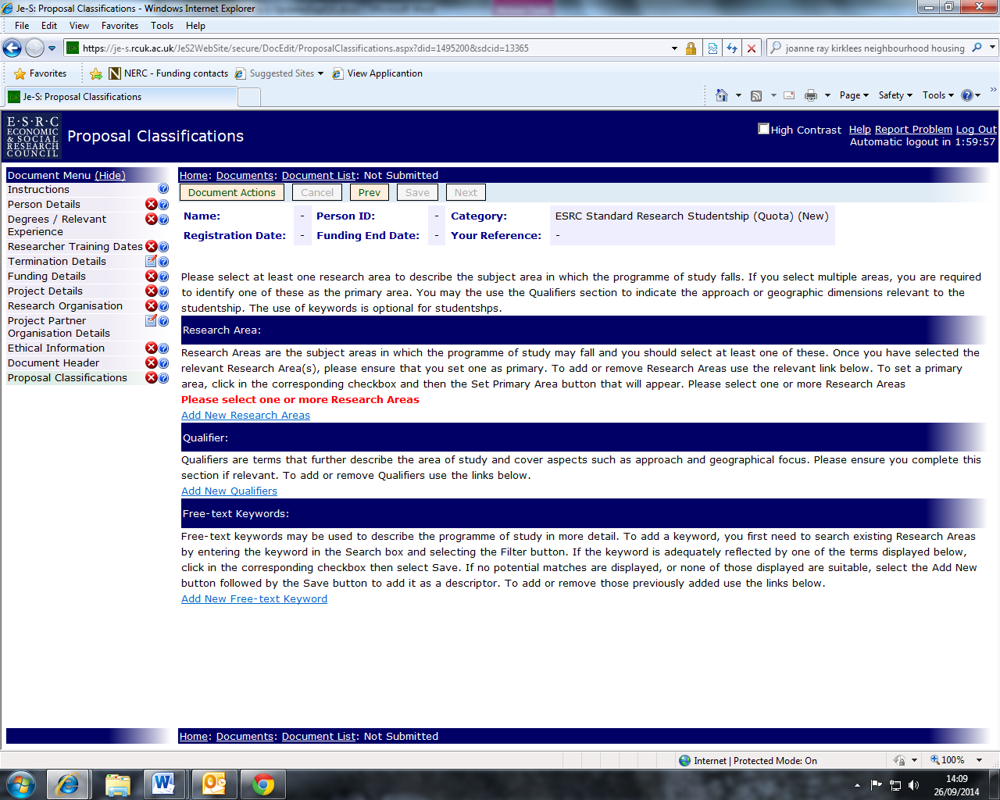 Je-S: Proposal Classifications - Windows Internet Explorer
File Edit View Favorites Tools Help
https://je-s.rcuk.ac.uk/JeS2WebSite/secure/DocEdit/ProposalClassifications.aspx?did=1495200&sdcid=13365
joanne ray kirklees neighbourhood housing
Favorites NERC - Funding contacts Suggested Sites View Applicantion
Je-S: Proposal Classifications
Page Safety Tools
E·S·R·C
ECONOMIC
& SOCIAL
RESEARCH
COUNCIL
Proposal Classifications
High Contrast Help Report Problem Log Out
Automatic logout in 1:59:57
Document Menu (Hide)
Instructions
Person Details
Degrees / Relevant
Experience
Researcher Training Dates
Termination Details
Funding Details
Project Details
Research Organisation
Project Partner
Organisation Details
Ethical Information
Document Header
Proposal Classifications
Home: Documents: Document List: Not Submitted
Document Actions Cancel Prev Save Next
Name: - Person ID: - Category: ESRC Standard Research Studentship (Quota) (New)
Registration Date: - Funding End Date: - Your Reference: -
Please select at least one research area to describe the subject area in which the programme of study falls. If you select multiple areas, you are required
to identify one of these as the primary area. You may the use the Qualifiers section to indicate the approach or geographic dimensions relevant to the
studentship. The use of keywords is optional for studentshps.
Research Area:
Research Areas are the subject areas in which the programme of study may fall and you should select at least one of these. Once you have selected the
relevant Research Area(s), please ensure that you set one as primary. To add or remove Research Areas use the relevant link below. To set a primary
area, click in the corresponding checkbox and then the Set Primary Area button that will appear. Please select one or more Research Areas
Please select one or more Research Areas
Add New Research Areas
Qualifier:
Qualifiers are terms that further describe the area of study and cover aspects such as approach and geographical focus. Please ensure you complete this
section if relevant. To add or remove Qualifiers use the links below.
Add New Qualifiers
Free-text Keywords:
Free-text keywords may be used to describe the programme of study in more detail. To add a keyword, you first need to search existing Research Areas
by entering the keyword in the Search box and selecting the Filter button. If the keyword is adequately reflected by one of the terms displayed below,
click in the corresponding checkbox then select Save. If no potential matches are displayed, or none of those displayed are suitable, select the Add New
button followed by the Save button to add it as a descriptor. To add or remove those previously added use the links below.
Add New Free-text Keyword
Home: Documents: Document List: Not Submitted
Internet | Protected Mode: On
100%
14:09
26/09/2014